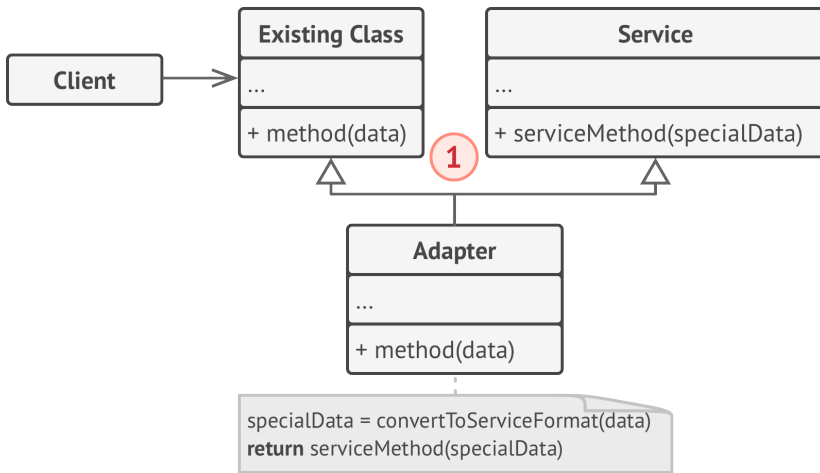 Client
Existing Class
...
+ method(data)
Service
...
+ serviceMethod(specialData)
1
Adapter
...
+ method(data)
specialData = convertToServiceFormat(data)
return serviceMethod(specialData)